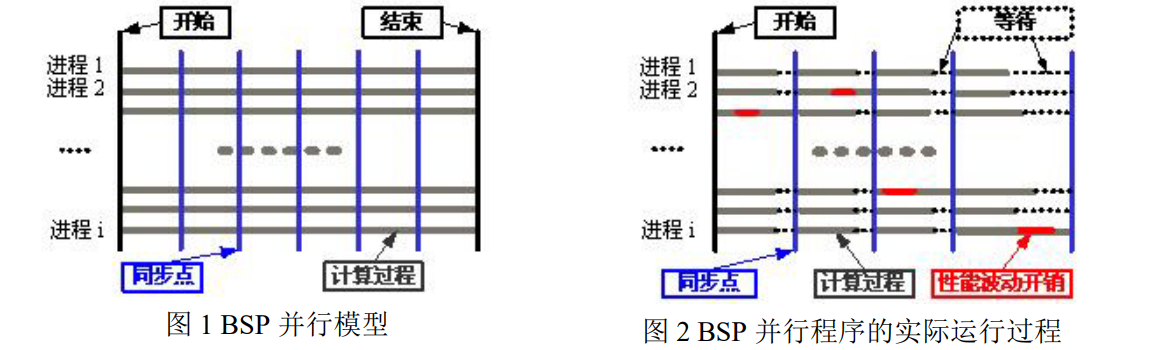 开始
结束
进程 1
进程 2
进程 i
同步点
计算过程
图 1 BSP 并行模型
开始
等待
进程 1
进程 2
进程 i
同步点
计算过程
性能波动开销
图 2 BSP 并行程序的实际运行过程